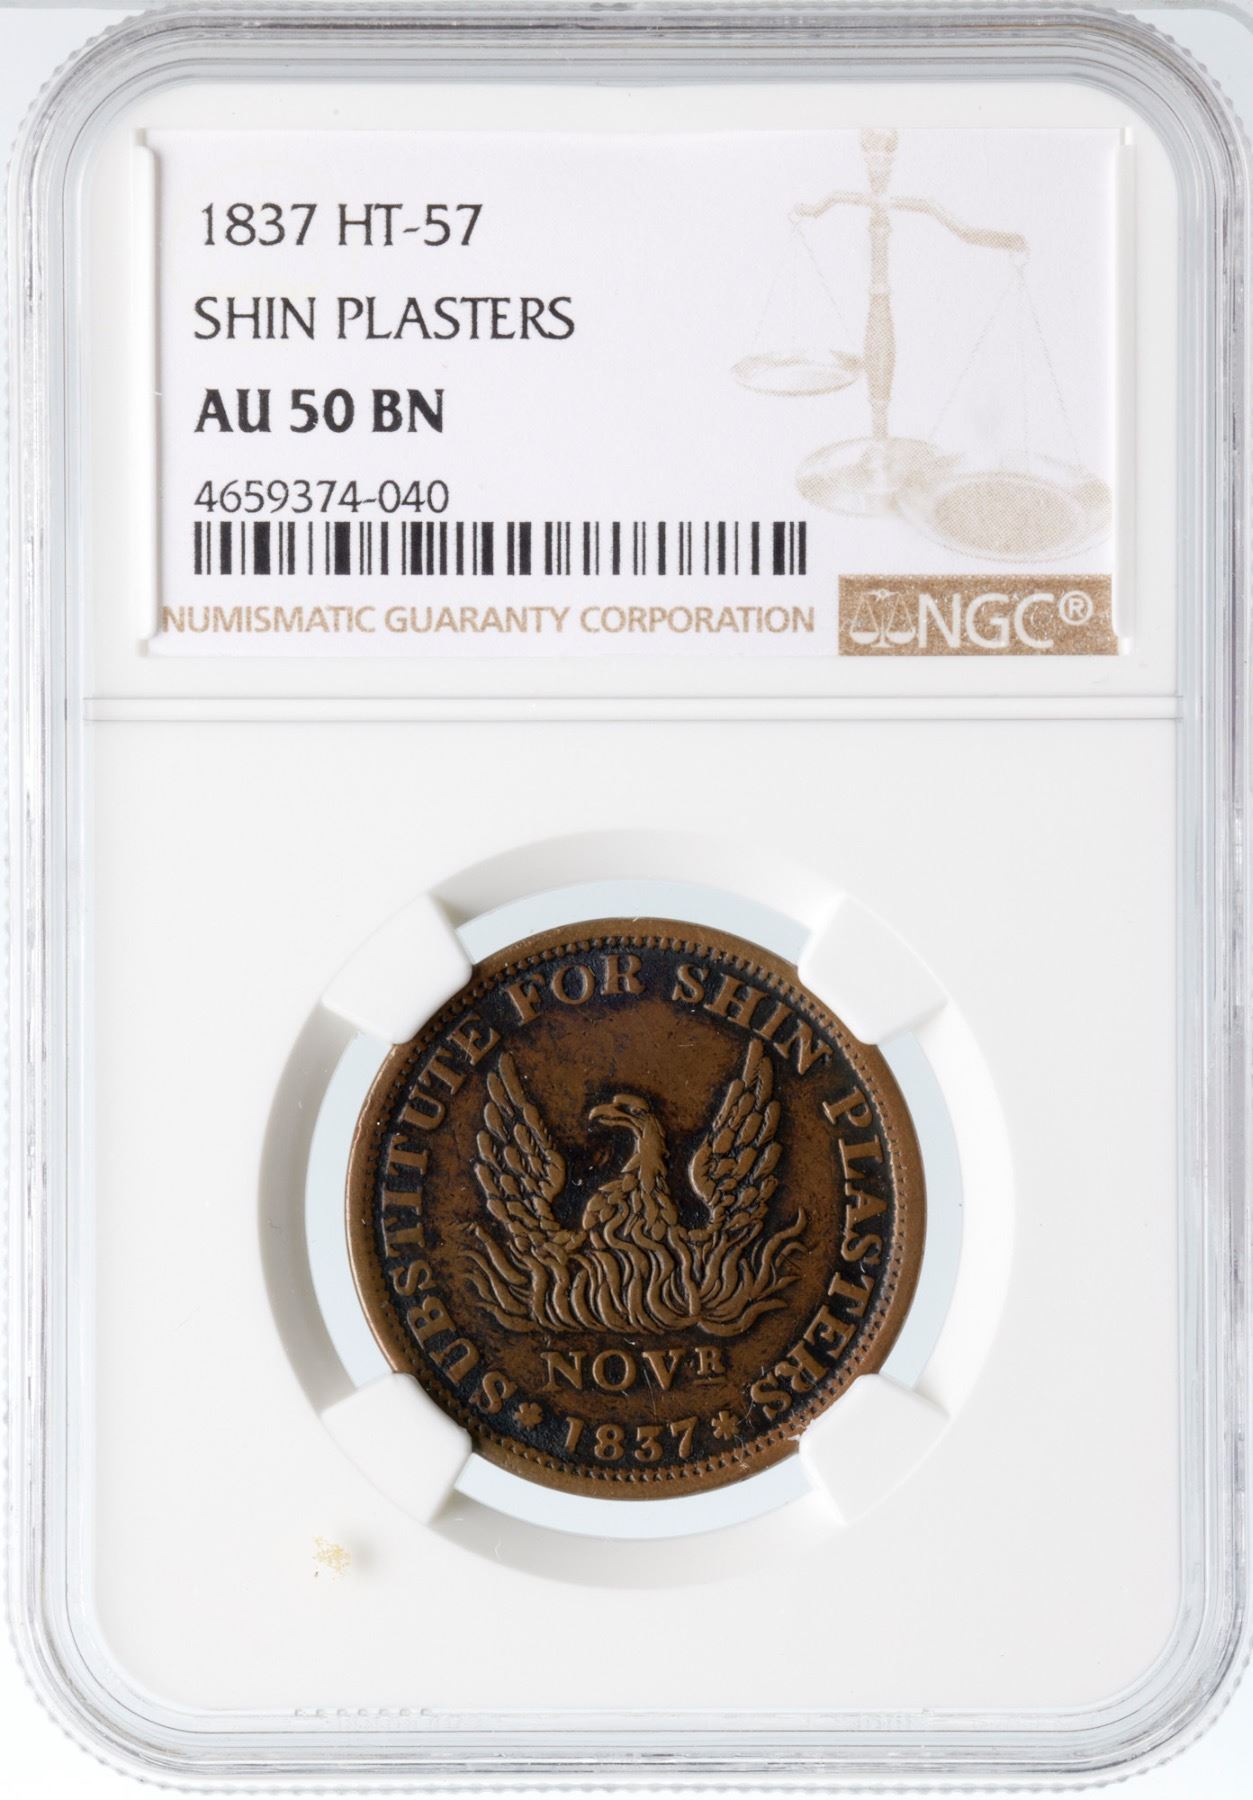 1837 HT-57
SHIN PLASTERS
AU 50 BN
4659374-040
NUMISMATIC GUARANTY CORPORATION
NGC®
SUBSTITUTE FOR SHIN PLASTERS
NOVR
* 1837 *